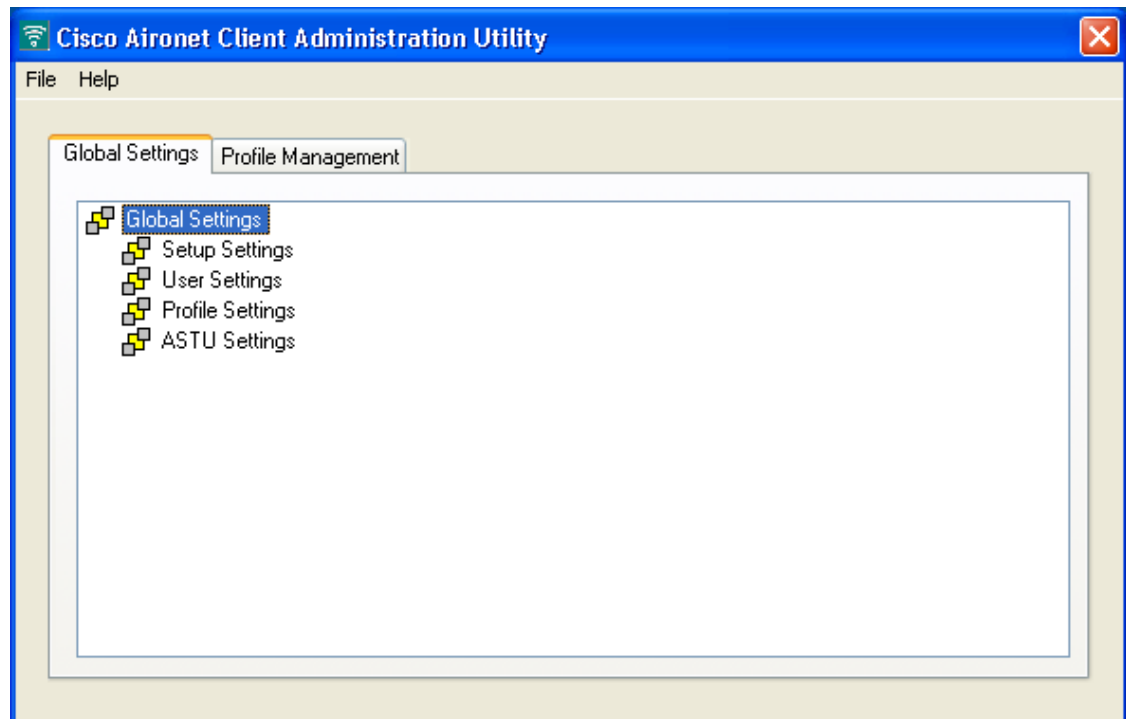 Cisco Aironet Client Administration Utility
File Help
Global Settings Profile Management
Global Settings
Setup Settings
User Settings
Profile Settings
ASTU Settings